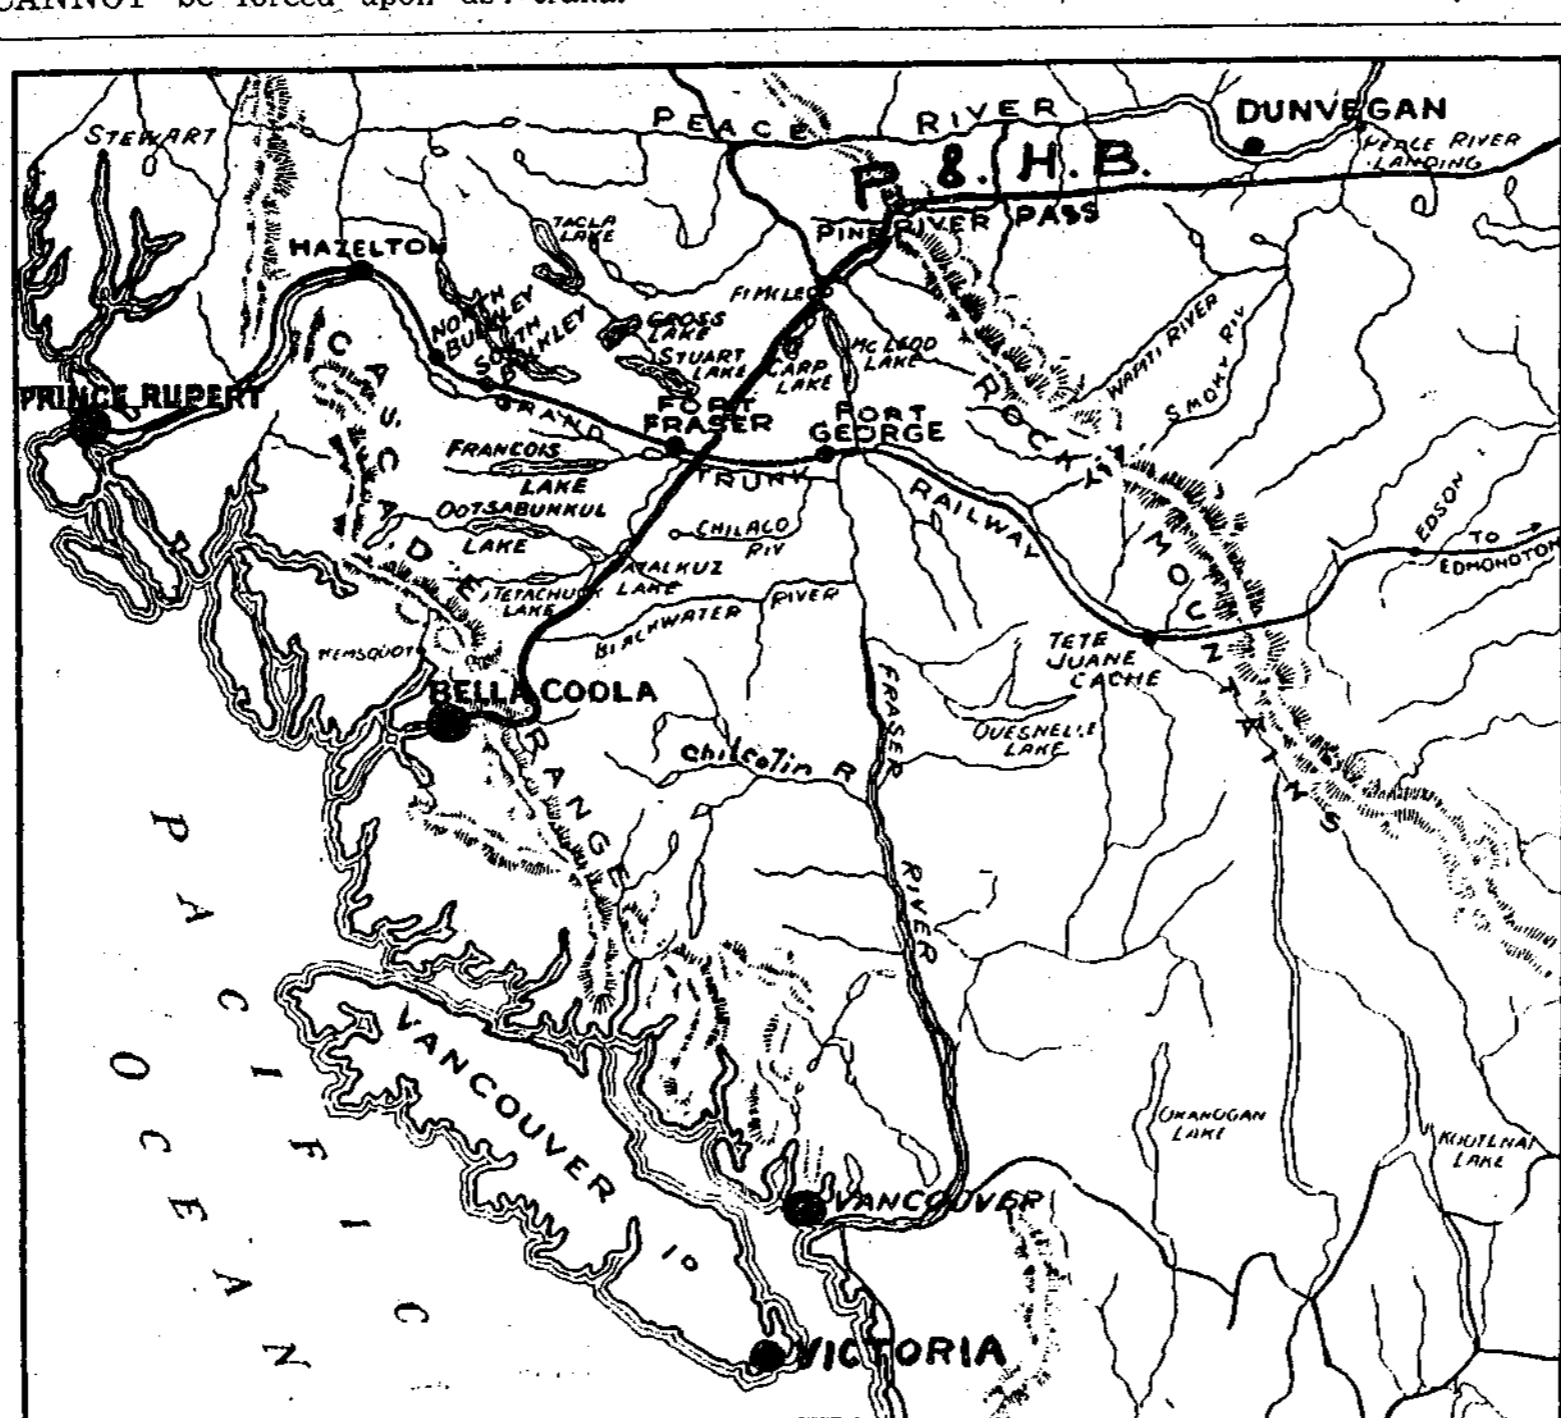 CANNOT be forced upon us.
PEACE RIVER
DUNVEGAN
STEWART
PEACE RIVER
LANDING
P. & H. B.
PINE RIVER PASS
TACLA
LAKE
HAZELTON
FT MCLEOD
NORTH
BULKLEY
SOUTH
BULKLEY
CROSS
LAKE
STUART
LAKE
CARP
LAKE
MCLEOD
LAKE
WAPITI RIVER
SMOKY RIV
PRINCE RUPERT
CASCADE RANGE
GRAND TRUNK RAILWAY
FORT
FRASER
FORT
GEORGE
ROCKY MOUNTAINS
FRANCOIS
LAKE
OOTSABUNKUL
LAKE
CHILACO
RIV
EDSON
TO
EDMONOTON
TETACHUCK
LAKE
LAKE
BLACKWATER RIVER
TETE
JUANE
CACHE
KEMSQUOT
BELLA COOLA
QUESNELLE
LAKE
Chilcotin R
FRASER RIVER
PACIFIC
OCEAN
VANCOUVER
OKANOGAN
LAKE
KOOTENAI
LAKE
VANCOUVER
VICTORIA